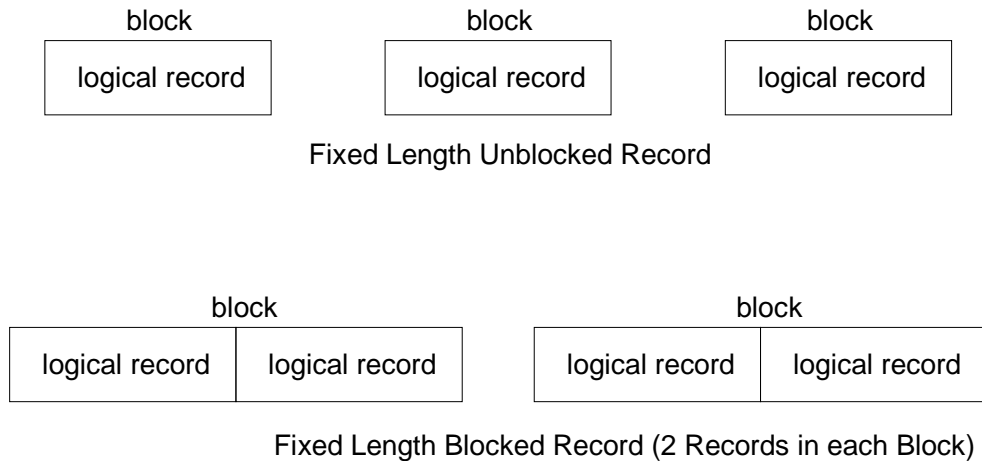 block block block
logical record logical record logical record
Fixed Length Unblocked Record
block block
logical record logical record logical record logical record
Fixed Length Blocked Record (2 Records in each Block)